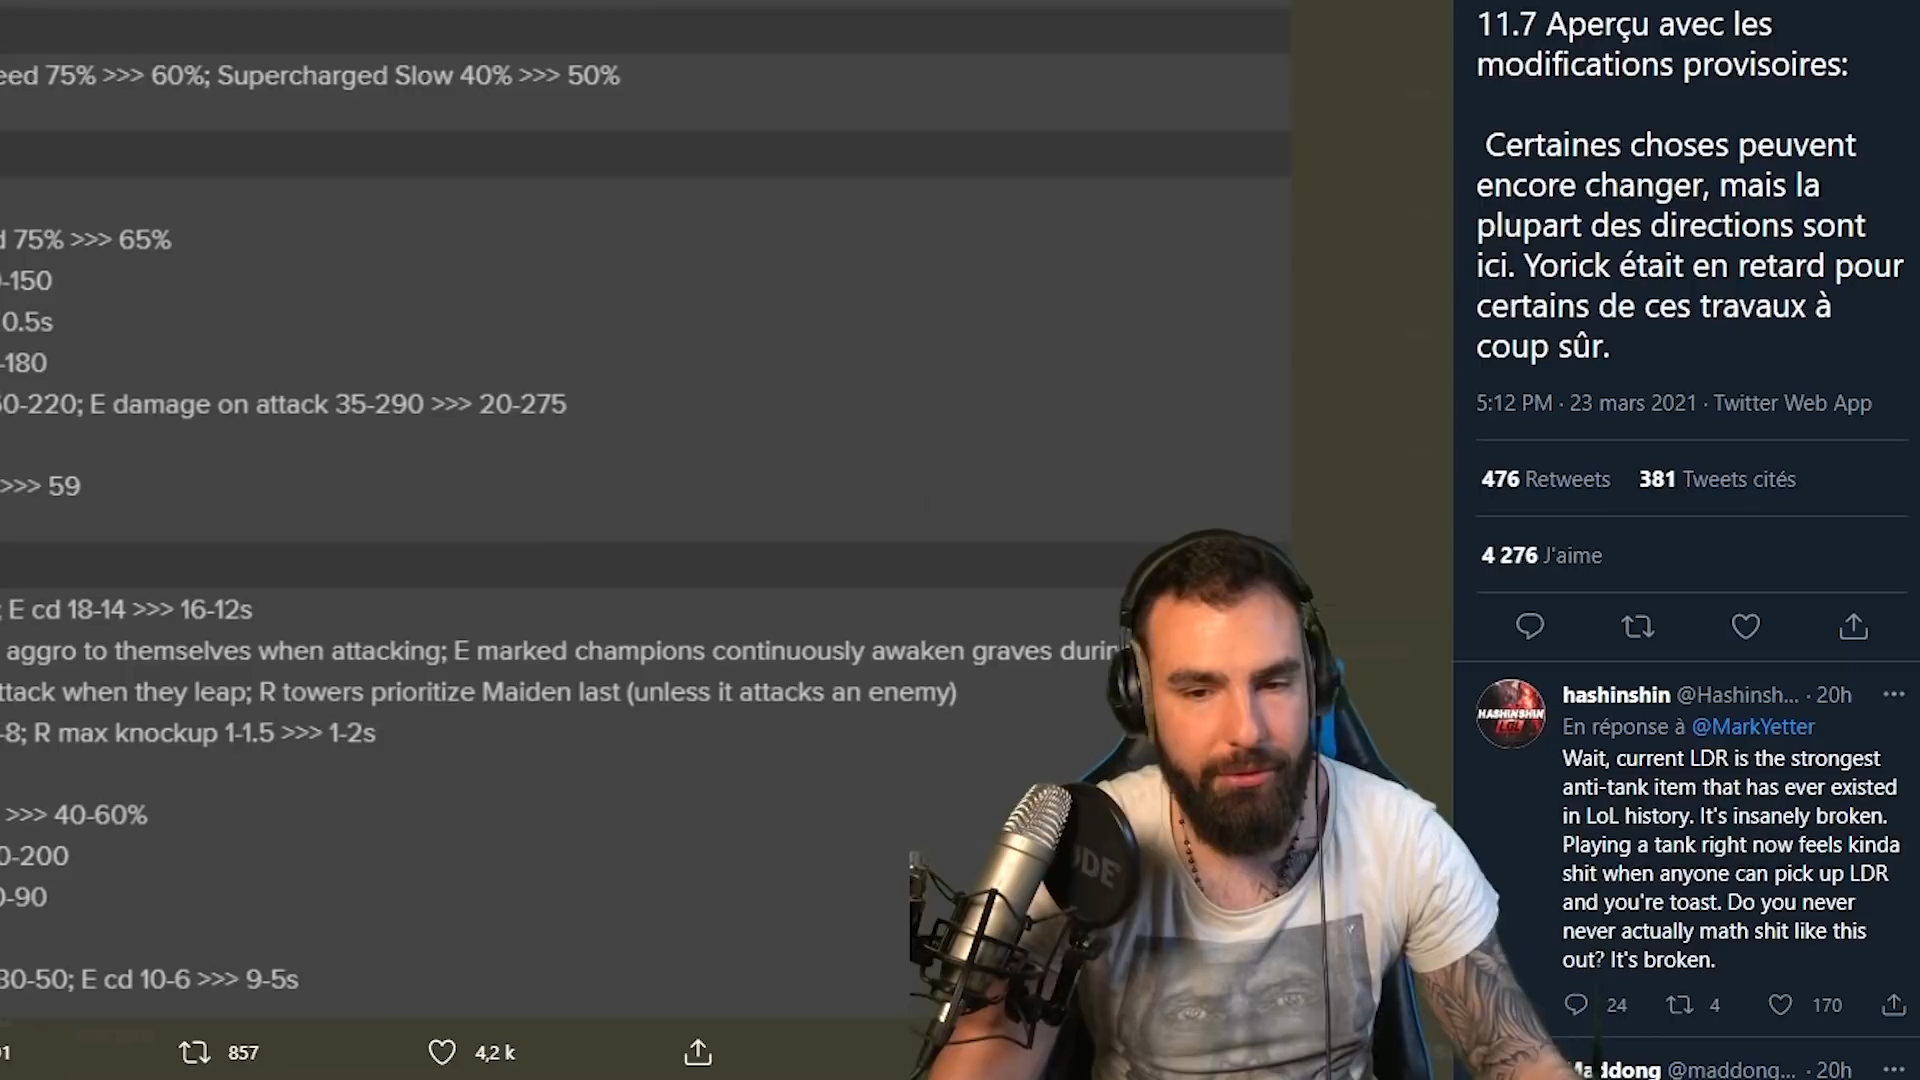 eed 75% >>> 60%; Supercharged Slow 40% >>> 50%
75% >>> 65%
-150
0.5s
-180
0-220; E damage on attack 35-290 >>> 20-275
>>> 59
; E cd 18-14 >>> 16-12s
aggro to themselves when attacking; E marked champions continuously awaken graves durin
ttack when they leap; R towers prioritize Maiden last (unless it attacks an enemy)
-8; R max knockup 1-1.5 >>> 1-2s
>>> 40-60%
0-200
-90
30-50; E cd 10-6 >>> 9-5s
857
4,2 k
11.7 Aperçu avec les
modifications provisoires:
Certaines choses peuvent
encore changer, mais la
plupart des directions sont
ici. Yorick était en retard pour
certains de ces travaux à
coup sûr.
5:12 PM · 23 mars 2021 · Twitter Web App
476 Retweets 381 Tweets cités
4 276 J'aime
HASHINSHIN
LOL
hashinshin @Hashinsh... · 20h
En réponse à @MarkYetter
Wait, current LDR is the strongest
anti-tank item that has ever existed
in LoL history. It's insanely broken.
Playing a tank right now feels kinda
shit when anyone can pick up LDR
and you're toast. Do you never
never actually math shit like this
out? It's broken.
24 4 170
Maddong @maddong... · 20h